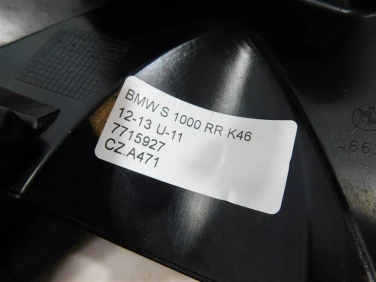 BMW S 1000 RR K46
12-13 U-11
7715927
CZ.A471